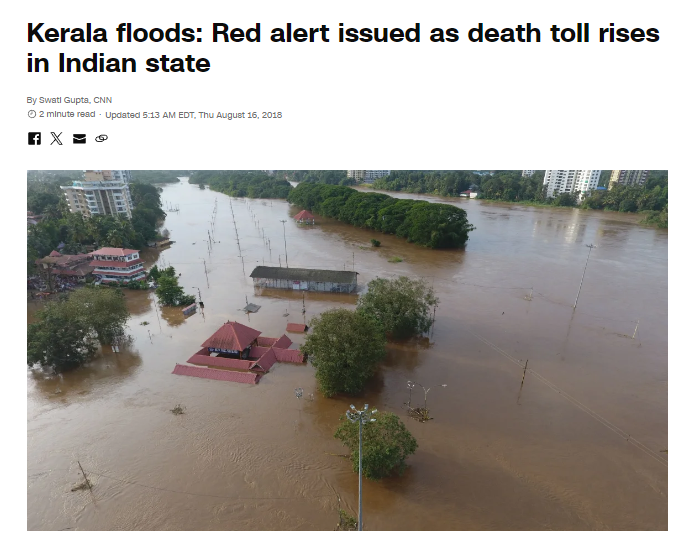 Kerala floods: Red alert issued as death toll rises
in Indian state
By Swati Gupta, CNN
2 minute read · Updated 5:13 AM EDT, Thu August 16, 2018